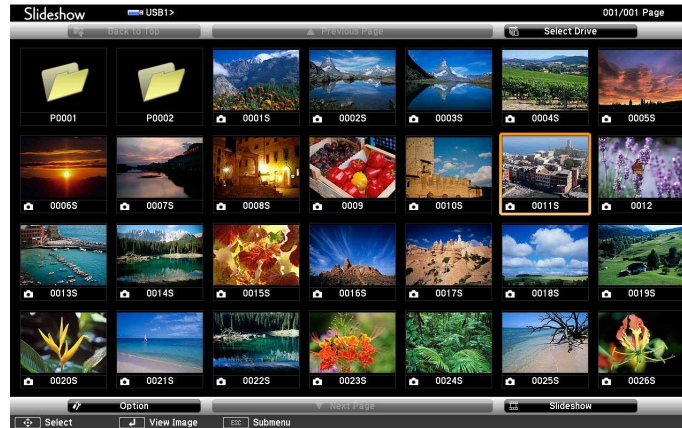 Slideshow USB1> 001/001 Page
Back to Top Previous Page Select Drive
P0001 P0002 0001S 0002S 0003S 0004S 0005S
0006S 0007S 0008S 0009 0010S 0011S 0012
0013S 0014S 0015S 0016S 0017S 0018S 0019S
0020S 0021S 0022S 0023S 0024S 0025S 0026S
Option Next Page Slideshow
Select View Image ESC Submenu